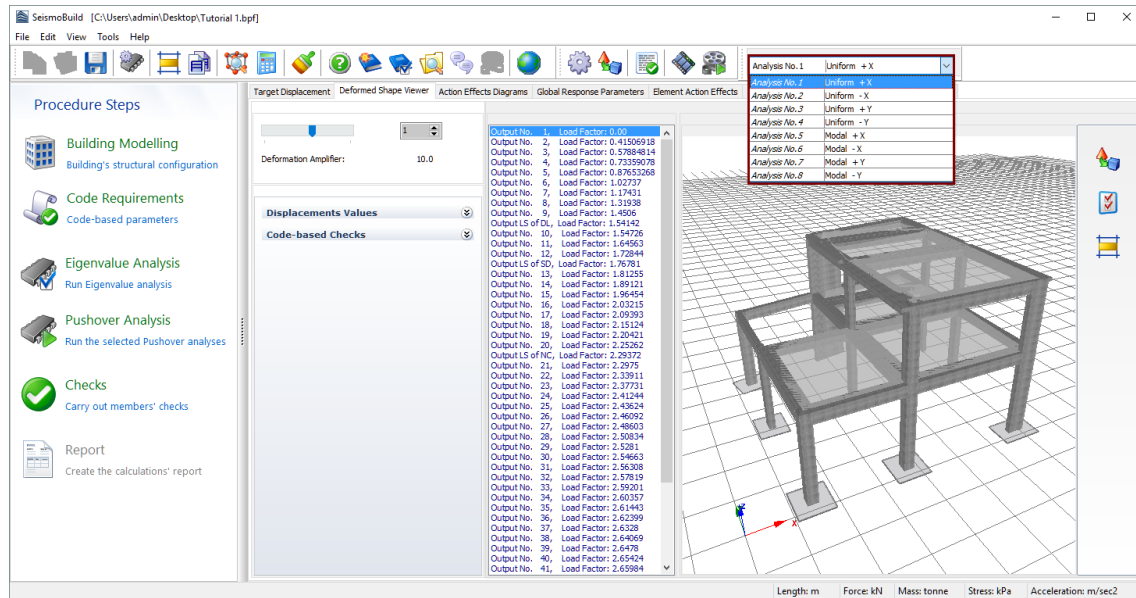 SeismoBuild [C:\Users\admin\Desktop\Tutorial 1.bpf]
File Edit View Tools Help
Analysis No.1 Uniform +X
Analysis No.1 Uniform +X
Analysis No.2 Uniform -X
Analysis No.3 Uniform +Y
Analysis No.4 Uniform -Y
Analysis No.5 Modal +X
Analysis No.6 Modal -X
Analysis No.7 Modal +Y
Analysis No.8 Modal -Y
Procedure Steps
Building Modelling
Building's structural configuration
Code Requirements
Code-based parameters
Eigenvalue Analysis
Run Eigenvalue analysis
Pushover Analysis
Run the selected Pushover analyses
Checks
Carry out members' checks
Report
Create the calculations' report
Target Displacement Deformed Shape Viewer Action Effects Diagrams Global Response Parameters Element Action Effects
1
Deformation Amplifier: 10.0
Displacements Values
Code-based Checks
Output No. 1, Load Factor: 0.00
Output No. 2, Load Factor: 0.41506918
Output No. 3, Load Factor: 0.57884814
Output No. 4, Load Factor: 0.73359078
Output No. 5, Load Factor: 0.87653268
Output No. 6, Load Factor: 1.02737
Output No. 7, Load Factor: 1.17431
Output No. 8, Load Factor: 1.31938
Output No. 9, Load Factor: 1.4506
Output LS of DL, Load Factor: 1.54142
Output No. 10, Load Factor: 1.54726
Output No. 11, Load Factor: 1.64563
Output No. 12, Load Factor: 1.72844
Output LS of SD, Load Factor: 1.76781
Output No. 13, Load Factor: 1.81255
Output No. 14, Load Factor: 1.89121
Output No. 15, Load Factor: 1.96454
Output No. 16, Load Factor: 2.03215
Output No. 17, Load Factor: 2.09393
Output No. 18, Load Factor: 2.15124
Output No. 19, Load Factor: 2.20421
Output No. 20, Load Factor: 2.25262
Output LS of NC, Load Factor: 2.29372
Output No. 21, Load Factor: 2.2975
Output No. 22, Load Factor: 2.33911
Output No. 23, Load Factor: 2.37731
Output No. 24, Load Factor: 2.41244
Output No. 25, Load Factor: 2.43624
Output No. 26, Load Factor: 2.46092
Output No. 27, Load Factor: 2.48603
Output No. 28, Load Factor: 2.50834
Output No. 29, Load Factor: 2.5281
Output No. 30, Load Factor: 2.54663
Output No. 31, Load Factor: 2.56308
Output No. 32, Load Factor: 2.57819
Output No. 33, Load Factor: 2.59201
Output No. 34, Load Factor: 2.60357
Output No. 35, Load Factor: 2.61443
Output No. 36, Load Factor: 2.62399
Output No. 37, Load Factor: 2.6328
Output No. 38, Load Factor: 2.64069
Output No. 39, Load Factor: 2.6478
Output No. 40, Load Factor: 2.65424
Output No. 41, Load Factor: 2.65984
Z
X
Length: m Force: kN Mass: tonne Stress: kPa Acceleration: m/sec2